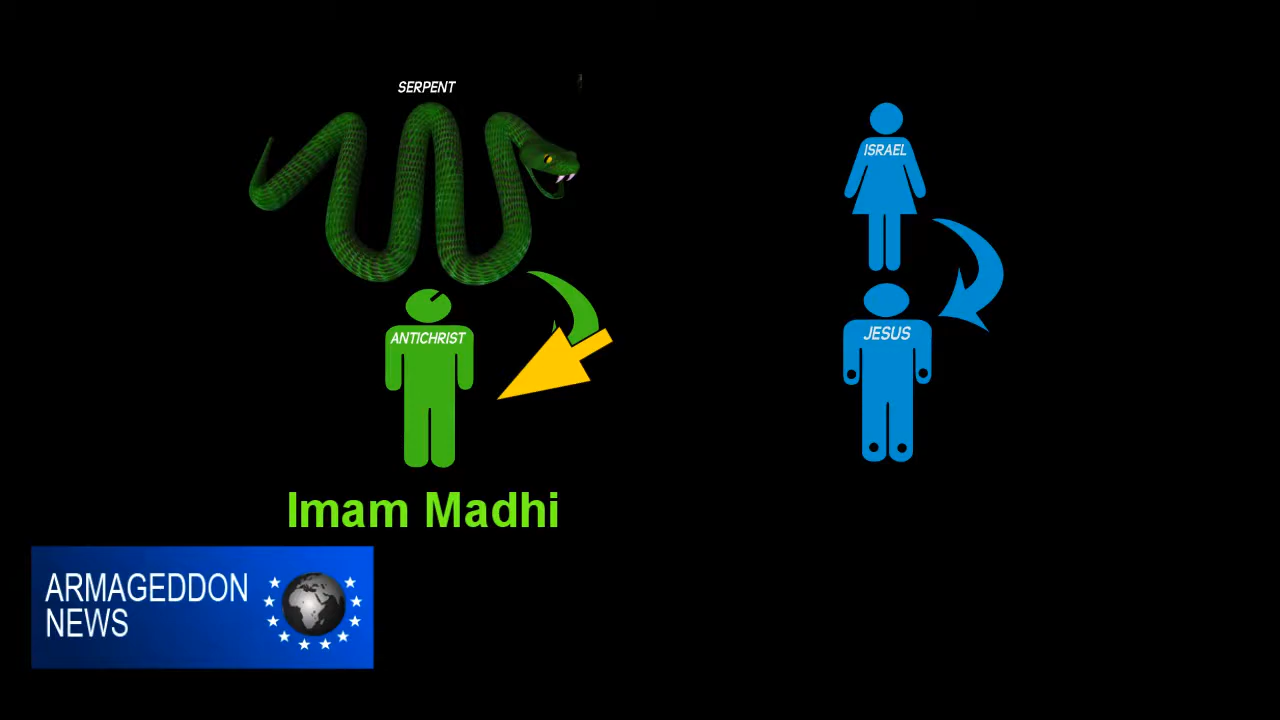 SERPENT
ISRAEL
ANTICHRIST
JESUS
Imam Madhi
ARMAGEDDON
NEWS